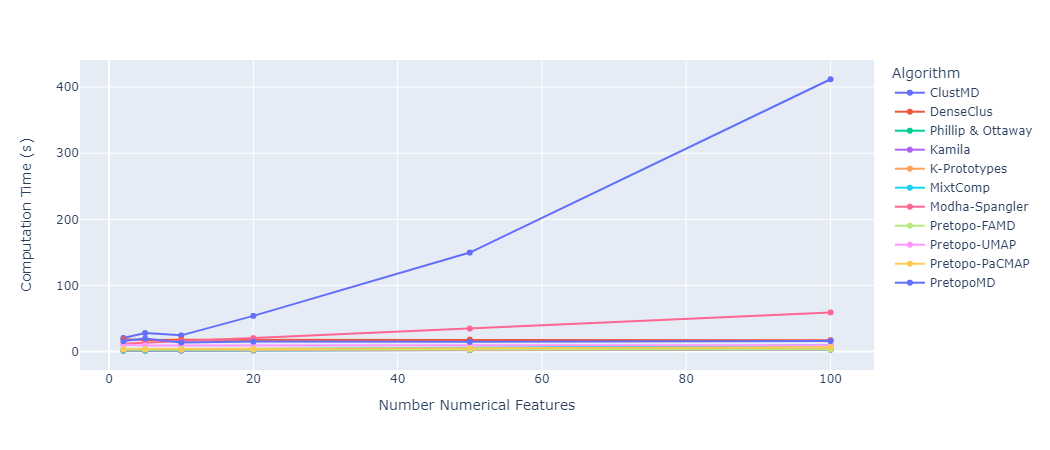 Algorithm
ClustMD
DenseClus
Phillip & Ottaway
Kamila
K-Prototypes
MixtComp
Modha-Spangler
Pretopo-FAMD
Pretopo-UMAP
Pretopo-PaCMAP
PretopoMD
Computation Time (s)
400
300
200
100
0
0 20 40 60 80 100
Number Numerical Features